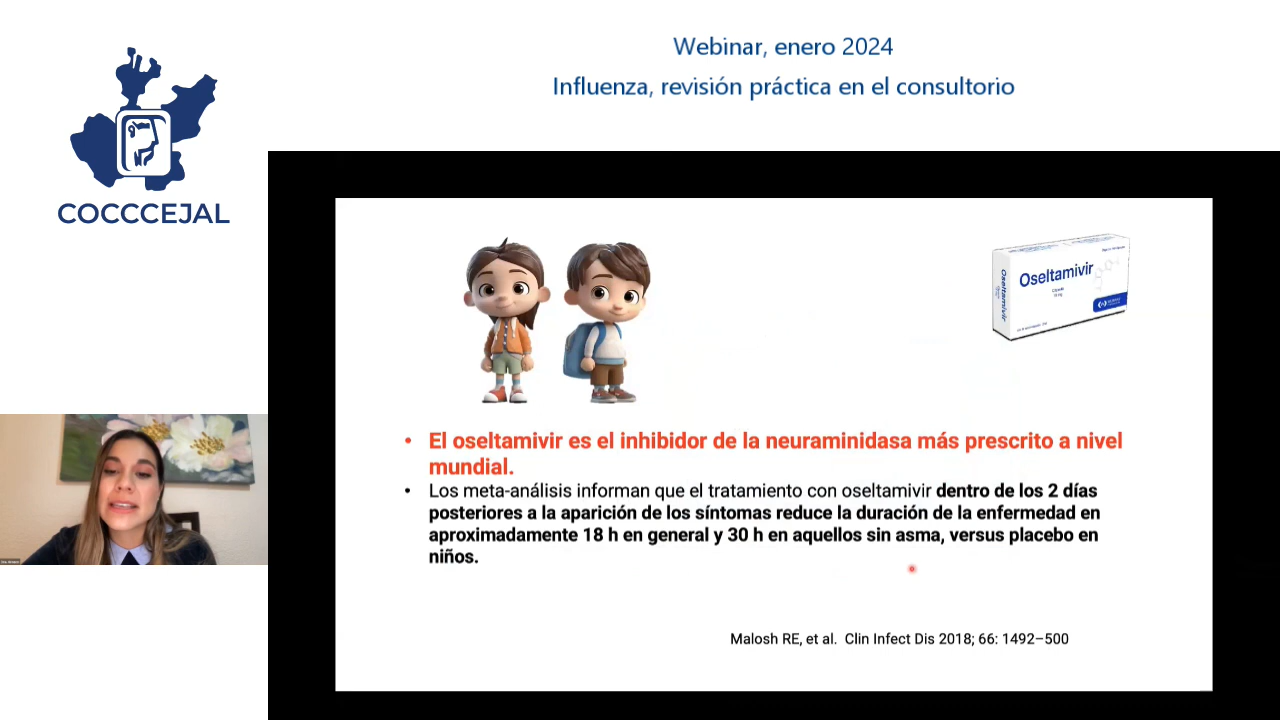 Webinar, enero 2024
Influenza, revisión práctica en el consultorio
COCCCEJAL
Oseltamivir
Oseltamivir
• El oseltamivir es el inhibidor de la neuraminidasa más prescrito a nivel
mundial.
• Los meta-análisis informan que el tratamiento con oseltamivir dentro de los 2 días
posteriores a la aparición de los síntomas reduce la duración de la enfermedad en
aproximadamente 18 h en general y 30 h en aquellos sin asma, versus placebo en
niños.
Malosh RE, et al. Clin Infect Dis 2018; 66: 1492–500